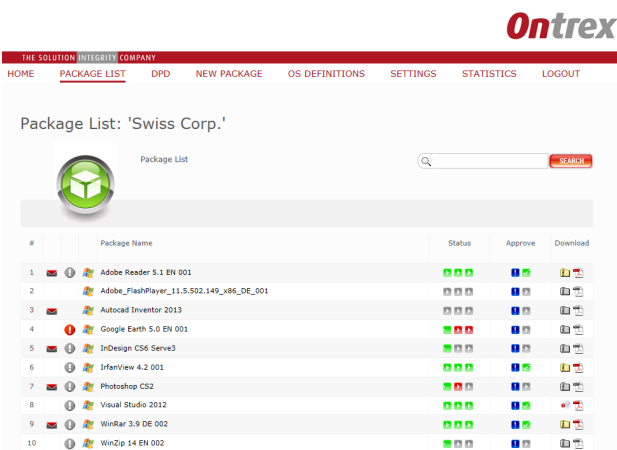 Ontrex
THE SOLUTION INTEGRITY COMPANY
HOME PACKAGE LIST DPD NEW PACKAGE OS DEFINITIONS SETTINGS STATISTICS LOGOUT
Package List: 'Swiss Corp.'
Package List
SEARCH
# Package Name Status Approve Download
1 Adobe Reader 5.1 EN 001
2 Adobe_FlashPlayer_11.5.502.149_x86_DE_001
3 Autocad Inventor 2013
4 Google Earth 5.0 EN 001
5 InDesign CS6 Serve3
6 IrfanView 4.2 001
7 Photoshop CS2
8 Visual Studio 2012
9 WinRar 3.9 DE 002
10 WinZip 14 EN 002